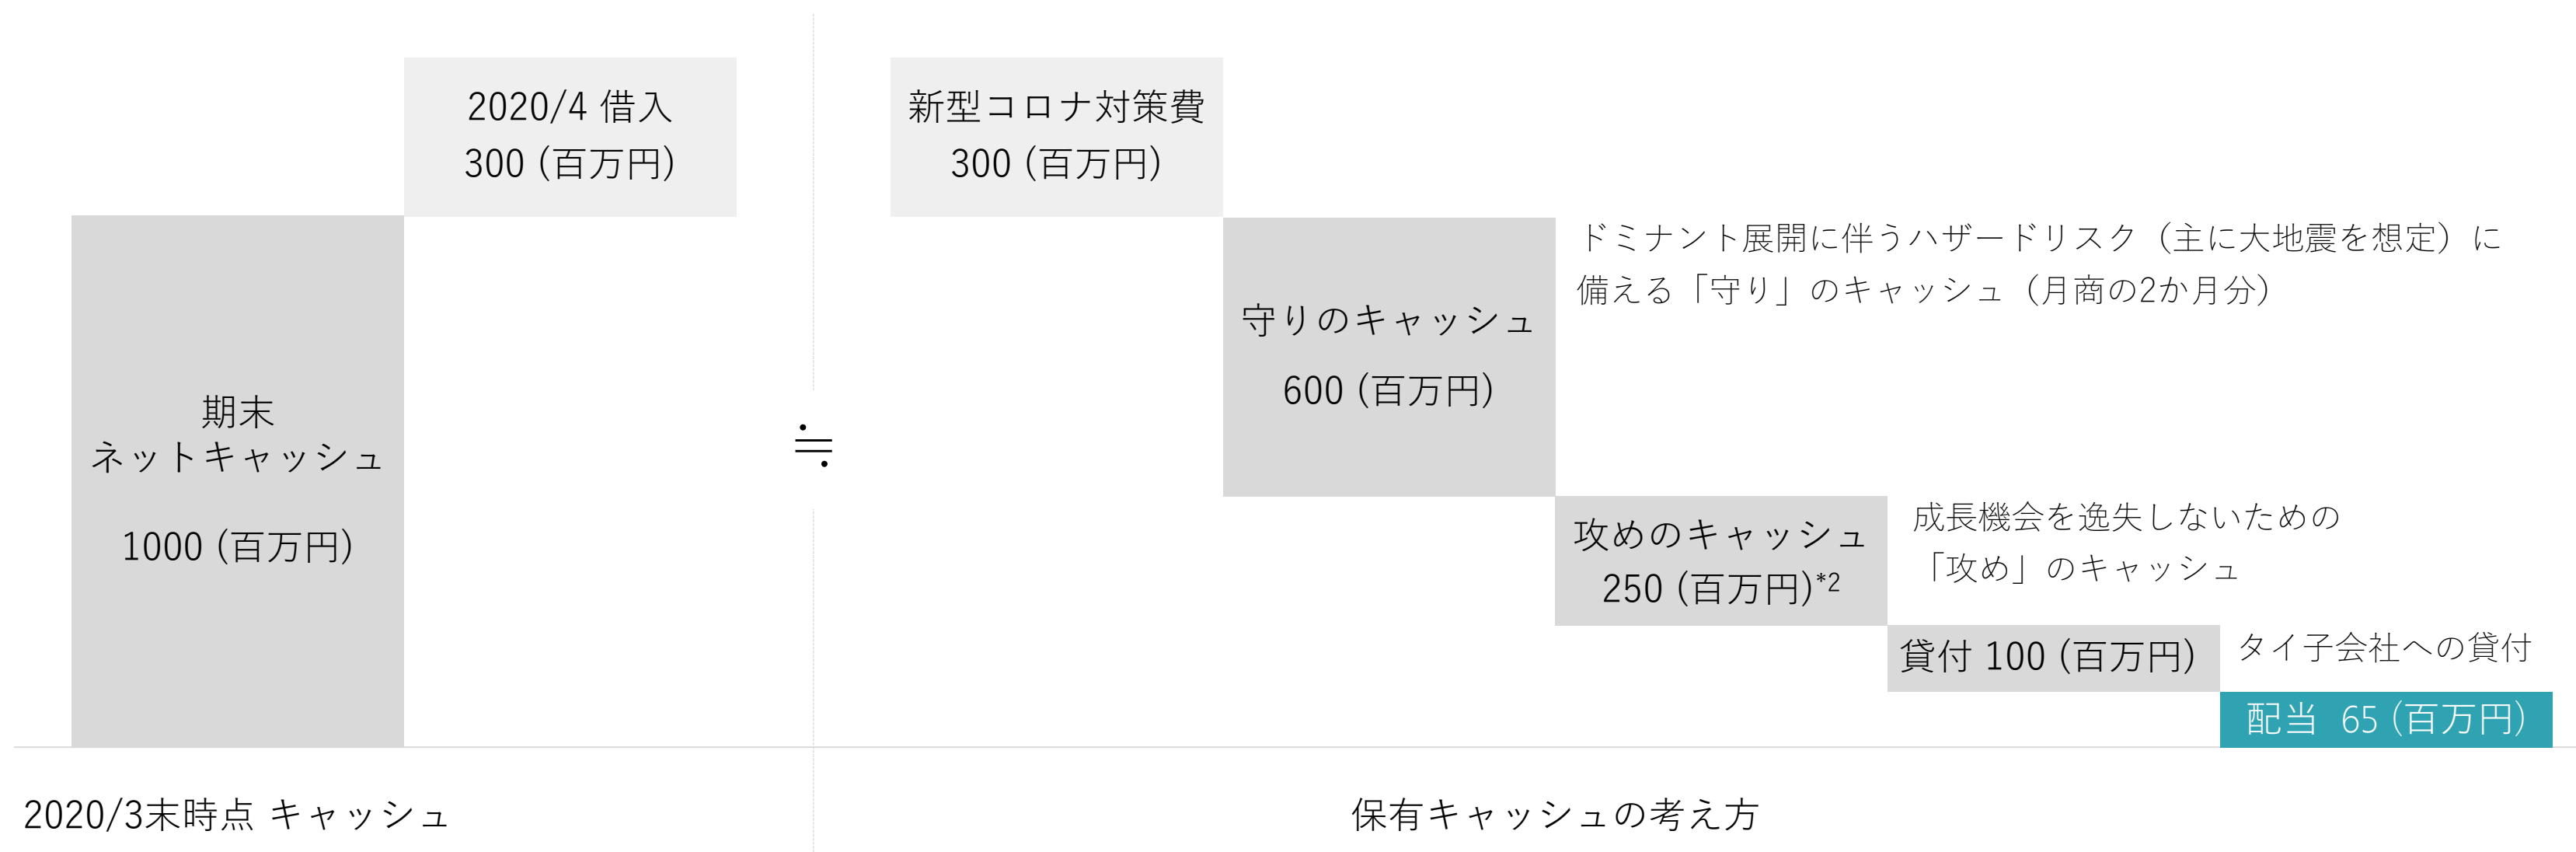 2020/4 借入
300 (百万円)
期末
ネットキャッシュ
1000 (百万円)
2020/3末時点 キャッシュ
≒
新型コロナ対策費
300 (百万円)
守りのキャッシュ
600 (百万円)
ドミナント展開に伴うハザードリスク（主に大地震を想定）に
備える「守り」のキャッシュ（月商の2か月分）
攻めのキャッシュ
250 (百万円)*2
成長機会を逸失しないための
「攻め」のキャッシュ
貸付 100 (百万円)
タイ子会社への貸付
配当 65 (百万円)
保有キャッシュの考え方